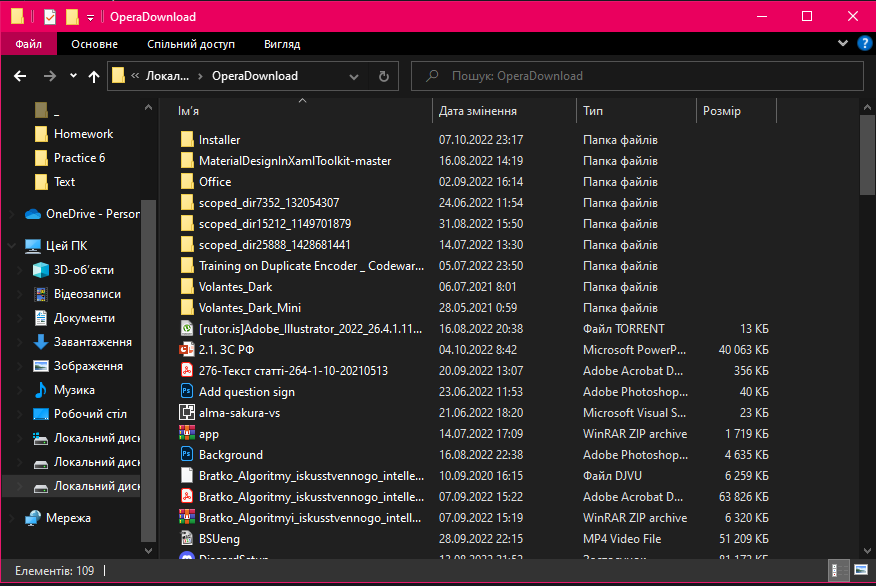 OperaDownload
Файл Основне Спільний доступ Вигляд
« Локал... › OperaDownload Пошук: OperaDownload
_
Homework
Practice 6
Text
OneDrive - Person
Цей ПК
3D-об’єкти
Відеозаписи
Документи
Завантаження
Зображення
Музика
Робочий стіл
Локальний диск
Локальний диск
Локальний диск
Мережа
Ім’я Дата змінення Тип Розмір
Installer 07.10.2022 23:17 Папка файлів
MaterialDesignInXamlToolkit-master 16.08.2022 14:19 Папка файлів
Office 02.09.2022 16:14 Папка файлів
scoped_dir7352_132054307 24.06.2022 11:54 Папка файлів
scoped_dir15212_1149701879 31.08.2022 15:50 Папка файлів
scoped_dir25888_1428681441 14.07.2022 13:30 Папка файлів
Training on Duplicate Encoder _ Codewar... 05.07.2022 23:50 Папка файлів
Volantes_Dark 06.07.2021 8:01 Папка файлів
Volantes_Dark_Mini 28.05.2021 0:59 Папка файлів
[rutor.is]Adobe_Illustrator_2022_26.4.1.11... 16.08.2022 20:38 Файл TORRENT 13 КБ
2.1. ЗС РФ 04.10.2022 8:42 Microsoft PowerP... 40 063 КБ
276-Текст статті-264-1-10-20210513 20.09.2022 13:07 Adobe Acrobat D... 356 КБ
Add question sign 23.06.2022 11:53 Adobe Photoshop... 40 КБ
alma-sakura-vs 21.06.2022 18:20 Microsoft Visual S... 23 КБ
app 14.07.2022 17:09 WinRAR ZIP archive 1 719 КБ
Background 16.08.2022 22:38 Adobe Photoshop... 4 635 КБ
Bratko_Algoritmy_iskusstvennogo_intelle... 10.09.2020 16:15 Файл DJVU 6 259 КБ
Bratko_Algoritmy_iskusstvennogo_intelle... 07.09.2022 15:22 Adobe Acrobat D... 63 826 КБ
Bratko_Algoritmyi_iskusstvennogo_intell... 07.09.2022 15:19 WinRAR ZIP archive 6 320 КБ
BSUeng 28.09.2022 22:15 MP4 Video File 51 209 КБ
DiscordSetup
Елементів: 109